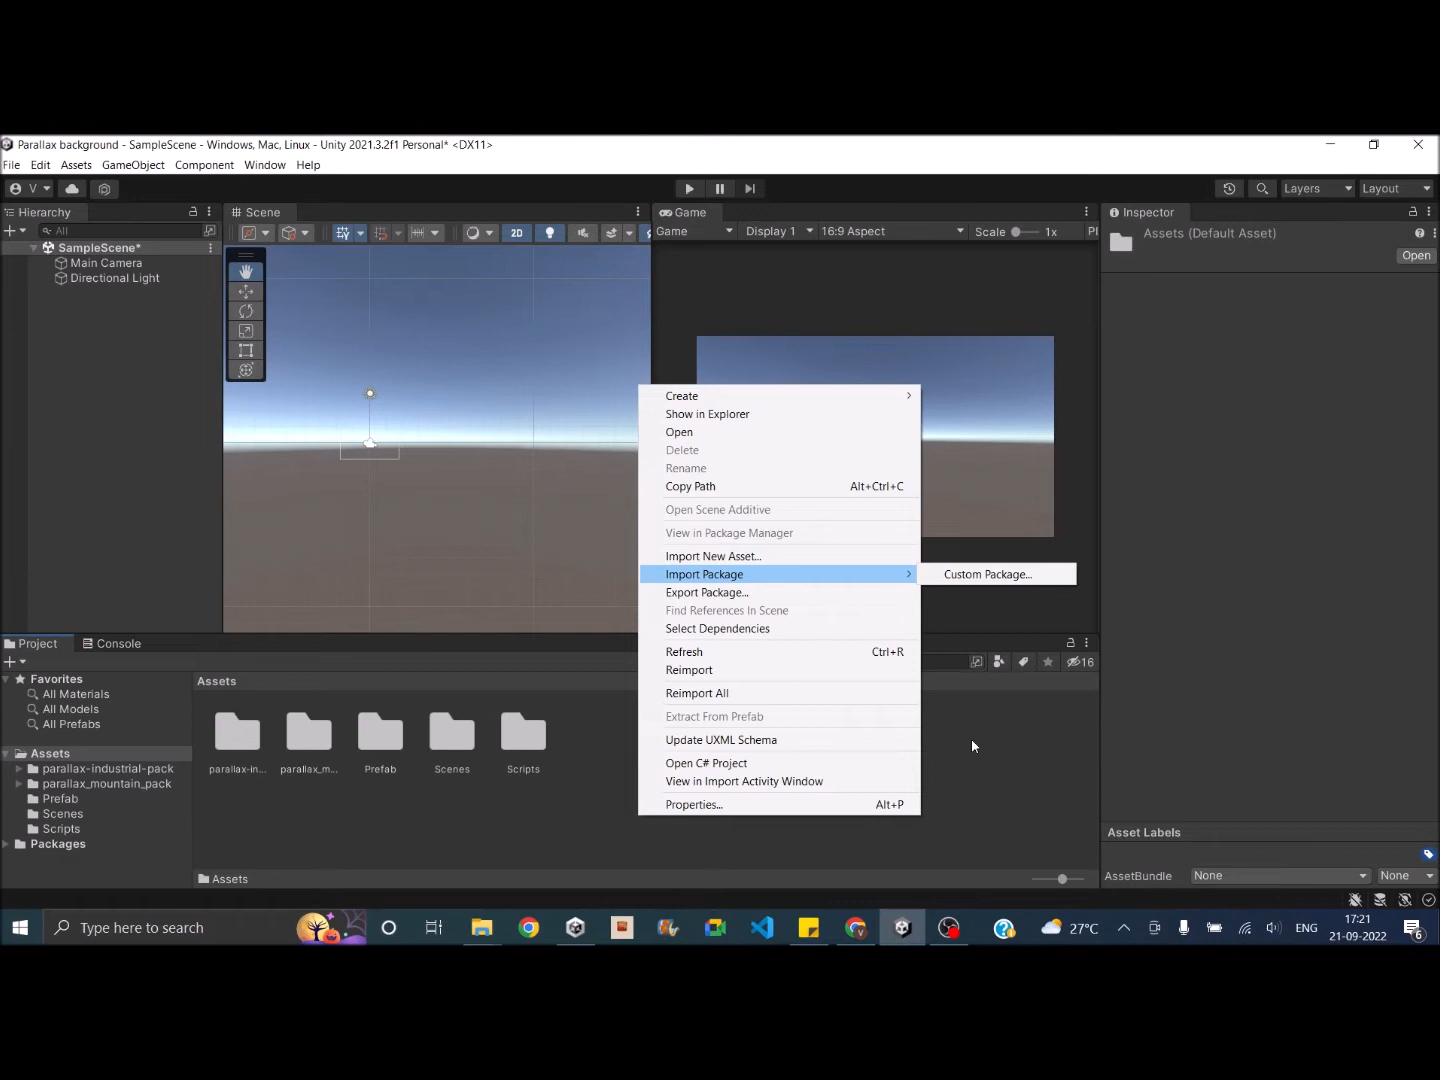 Parallax background - SampleScene - Windows, Mac, Linux - Unity 2021.3.2f1 Personal* <DX11>
File Edit Assets GameObject Component Window Help
V
Layers
Layout
Hierarchy
All
SampleScene*
Main Camera
Directional Light
Scene
2D
Game
Game
Display 1
16:9 Aspect
Scale
1x
Pl
Inspector
Assets (Default Asset)
Open
Create
Show in Explorer
Open
Delete
Rename
Copy Path Alt+Ctrl+C
Open Scene Additive
View in Package Manager
Import New Asset...
Import Package
Custom Package...
Export Package...
Find References In Scene
Select Dependencies
Refresh Ctrl+R
Reimport
Reimport All
Extract From Prefab
Update UXML Schema
Open C# Project
View in Import Activity Window
Properties... Alt+P
Project
Console
16
Favorites
All Materials
All Models
All Prefabs
Assets
parallax-industrial-pack
parallax_mountain_pack
Prefab
Scenes
Scripts
Packages
Assets
parallax-in...
parallax_m...
Prefab
Scenes
Scripts
Assets
Asset Labels
AssetBundle
None
None
Type here to search
27°C
ENG
17:21
21-09-2022
6